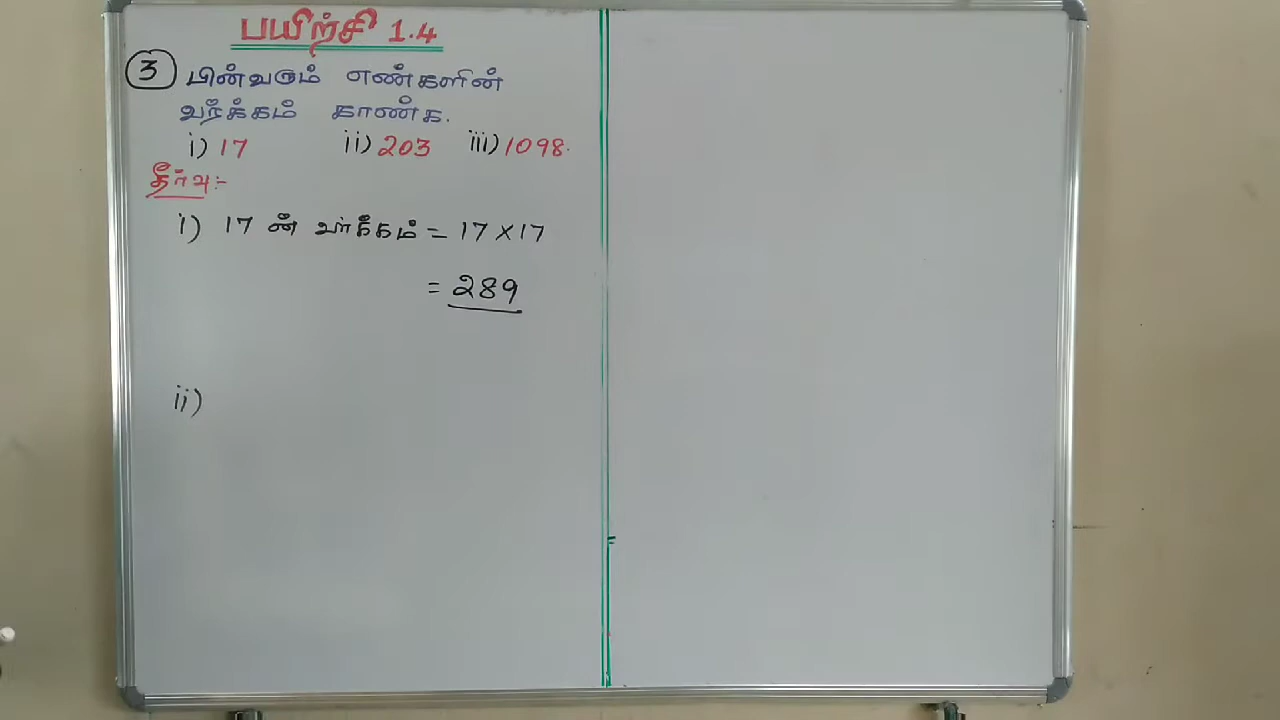 பயிற்சி 1.4
3 பின்வரும் எண்களின்
வர்க்கம் காண்க.
i) 17 ii) 203 iii) 1098.
தீர்வு:-
i) 17 ன் வர்க்கம் = 17 × 17
= 289
ii)